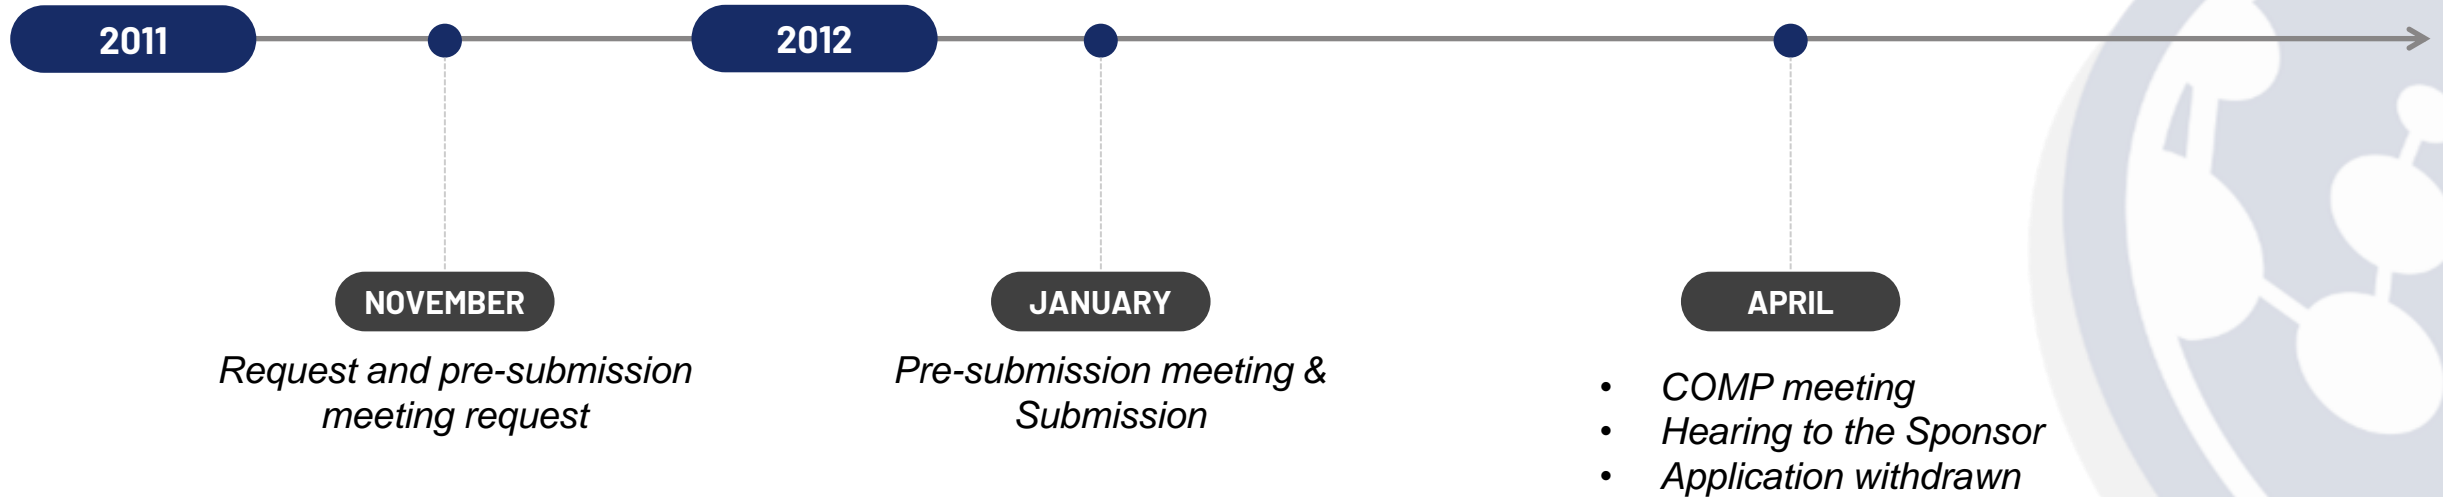 2011
2012
NOVEMBER
JANUARY
APRIL
Request and pre-submission
meeting request
Pre-submission meeting &
Submission
• COMP meeting
• Hearing to the Sponsor
• Application withdrawn